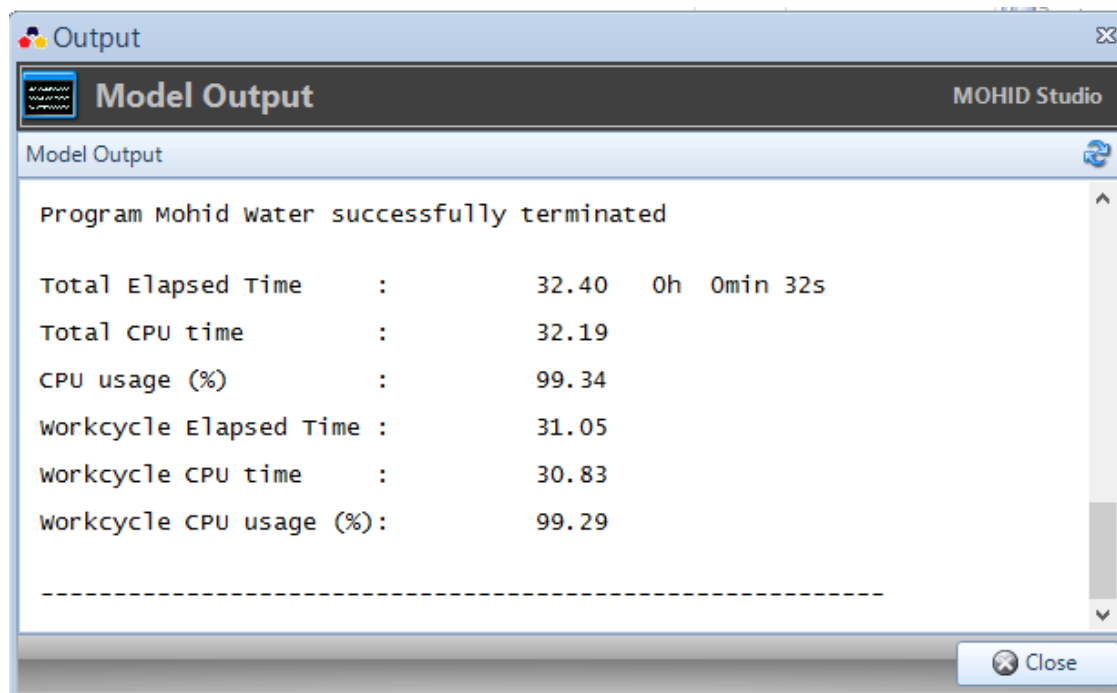 Output
Model Output
MOHID Studio
Model Output
Program Mohid Water successfully terminated
Total Elapsed Time : 32.40 0h 0min 32s
Total CPU time : 32.19
CPU usage (%) : 99.34
Workcycle Elapsed Time : 31.05
Workcycle CPU time : 30.83
Workcycle CPU usage (%): 99.29
----------------------------------------------------------
Close